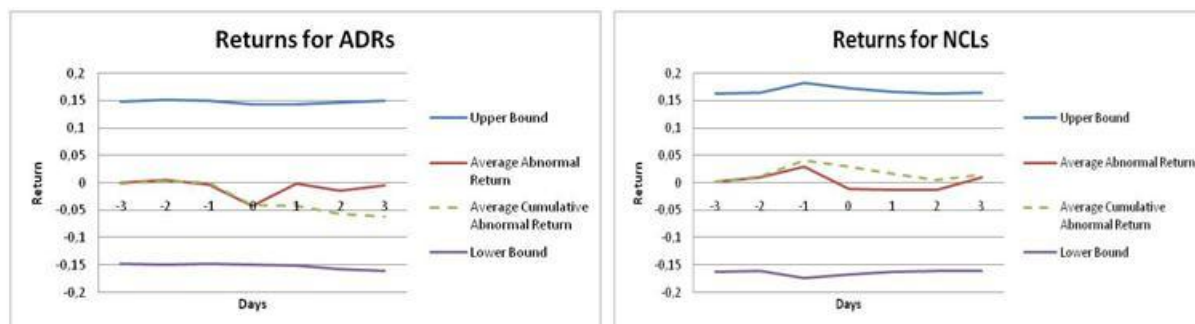 Returns for ADRs
0,2
0,15
0,1
0,05
0
-0,05
-0,1
-0,15
-0,2
Return
-3 -2 -1 0 1 2 3
Days
Upper Bound
Average Abnormal
Return
Average Cumulative
Abnormal Return
Lower Bound
Returns for NCLs
0,2
0,15
0,1
0,05
0
-0,05
-0,1
-0,15
-0,2
Return
-3 -2 -1 0 1 2 3
Days
Upper Bound
Average Abnormal Return
Average Cumulative
Abnormal Return
Lower Bound